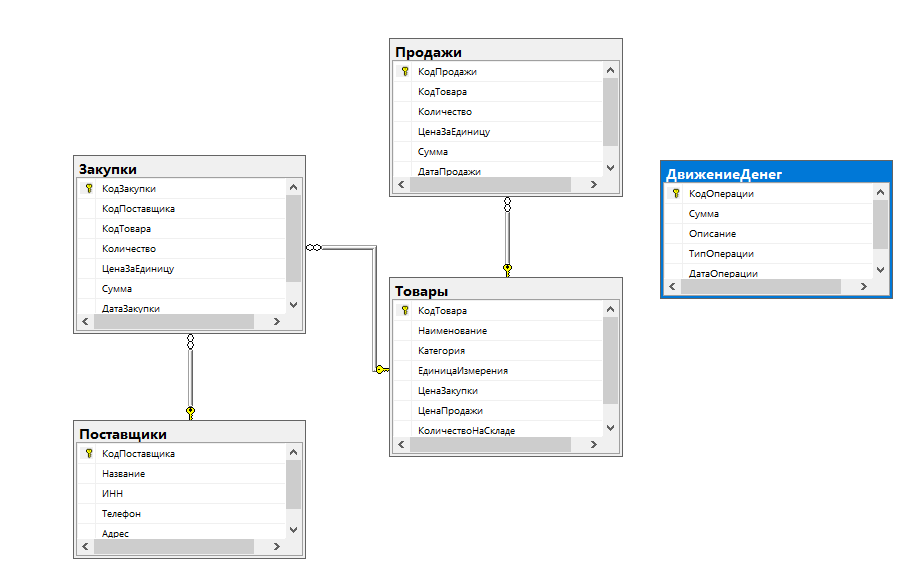 Продажи
КодПродажи
КодТовара
Количество
ЦенаЗаЕдиницу
Сумма
ДатаПродажи
Закупки
КодЗакупки
КодПоставщика
КодТовара
Количество
ЦенаЗаЕдиницу
Сумма
ДатаЗакупки
ДвижениеДенег
КодОперации
Сумма
Описание
ТипОперации
ДатаОперации
Товары
КодТовара
Наименование
Категория
ЕдиницаИзмерения
ЦенаЗакупки
ЦенаПродажи
КоличествоНаСкладе
Поставщики
КодПоставщика
Название
ИНН
Телефон
Адрес